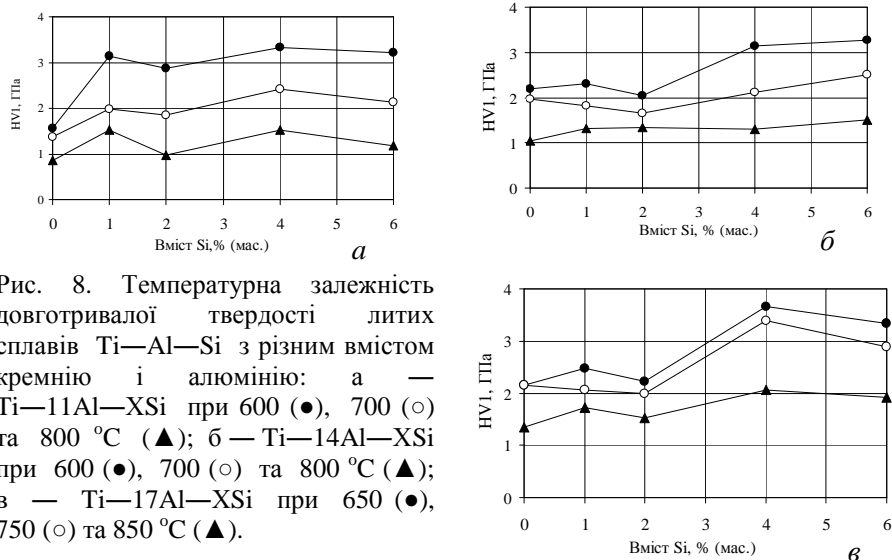 4
3
2
1
0
HV1, ГПа
0 1 2 3 4 5 6
Вміст Si,% (мас.)
а
4
3
2
1
0
HV1, ГПа
0 1 2 3 4 5 6
Вміст Si, % (мас.)
б
Рис. 8. Температурна залежність
довготривалої твердості литих
сплавів Ti—Al—Si з різним вмістом
кремнію і алюмінію: а —
Ti—11Al—XSi при 600 (●), 700 (○)
та 800 °C (▲); б — Ti—14Al—XSi
при 600 (●), 700 (○) та 800 °C (▲);
в — Ti—17Al—XSi при 650 (●),
750 (○) та 850 °C (▲).
4
3
2
1
0
HV1, ГПа
0 1 2 3 4 5 6
Вміст Si, % (мас.)
в